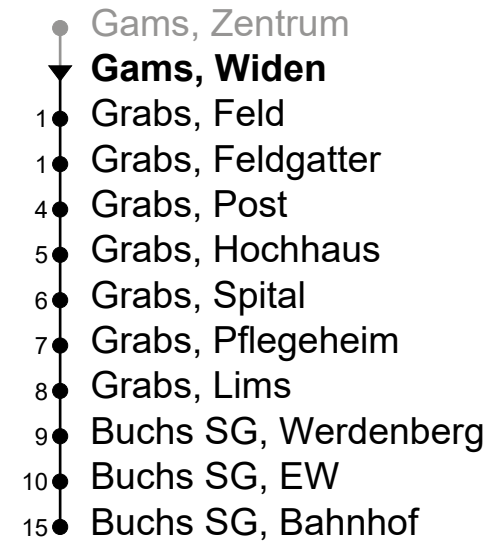 Gams, Zentrum
Gams, Widen
1 Grabs, Feld
1 Grabs, Feldgatter
4 Grabs, Post
5 Grabs, Hochhaus
6 Grabs, Spital
7 Grabs, Pflegeheim
8 Grabs, Lims
9 Buchs SG, Werdenberg
10 Buchs SG, EW
15 Buchs SG, Bahnhof